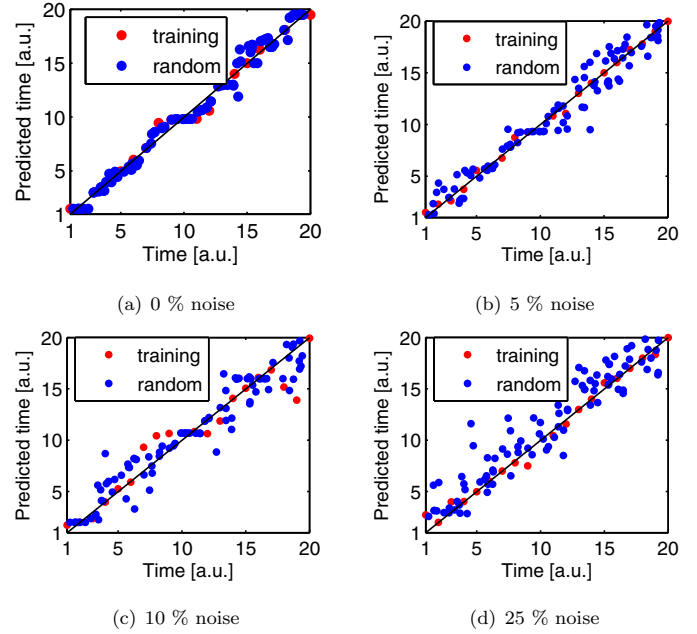 20
15
10
5
1
Predicted time [a.u.]
training
random
1 5 10 15 20
Time [a.u.]
(a) 0 % noise
20
15
10
5
1
Predicted time [a.u.]
training
random
1 5 10 15 20
Time [a.u.]
(b) 5 % noise
20
15
10
5
1
Predicted time [a.u.]
training
random
1 5 10 15 20
Time [a.u.]
(c) 10 % noise
20
15
10
5
1
Predicted time [a.u.]
training
random
1 5 10 15 20
Time [a.u.]
(d) 25 % noise